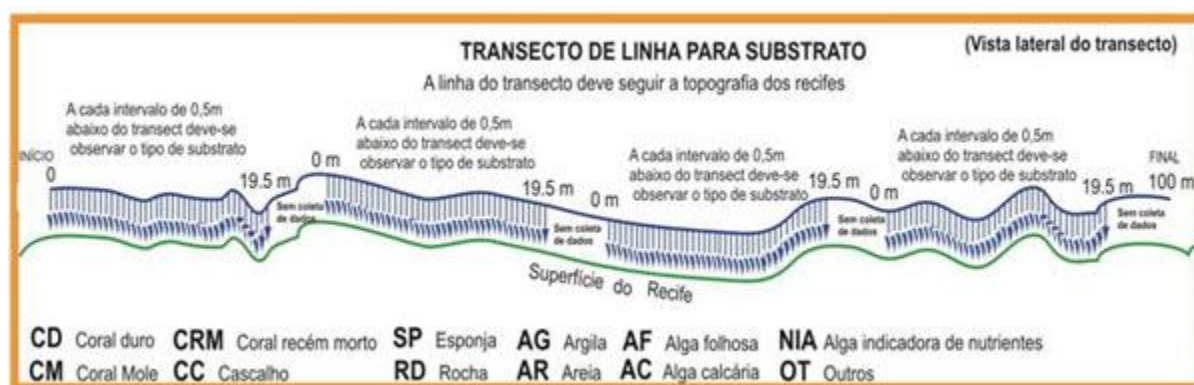 TRANSECTO DE LINHA PARA SUBSTRATO
(Vista lateral do transecto)
A linha do transecto deve seguir a topografia dos recifes
A cada intervalo de 0,5m
abaixo do transect deve-se
observar o tipo de substrato
A cada intervalo de 0,5m
abaixo do transect deve-se
observar o tipo de substrato
A cada intervalo de 0,5m
abaixo do transect deve-se
observar o tipo de substrato
A cada intervalo de 0,5m
abaixo do transect deve-se
observar o tipo de substrato
INÍCIO
0
19.5 m
0 m
19.5 m
0 m
19.5 m
0 m
19.5 m
FINAL
100 m
Sem coleta
de dados
Sem coleta
de dados
Sem coleta
de dados
Sem coleta
de dados
Superfície do Recife
CD Coral duro CRM Coral recém morto SP Esponja AG Argila AF Alga folhosa NIA Alga indicadora de nutrientes
CM Coral Mole CC Cascalho RD Rocha AR Areia AC Alga calcária OT Outros